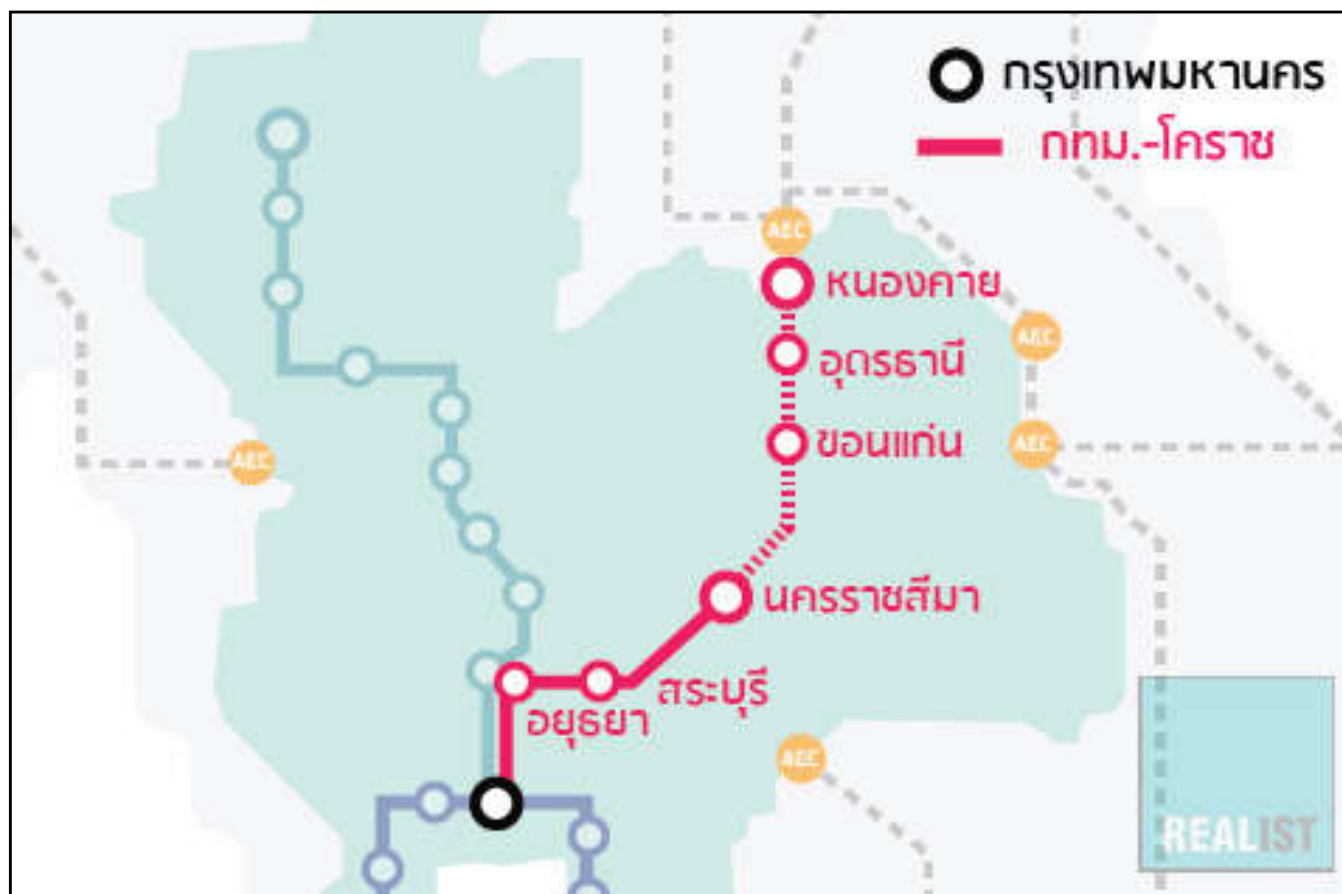 กรุงเทพมหานคร
กทม.-โคราช
AEC
หนองคาย
AEC
อุดรธานี
ขอนแก่น
AEC
AEC
นครราชสีมา
สระบุรี
อยุธยา
AEC
REALIST